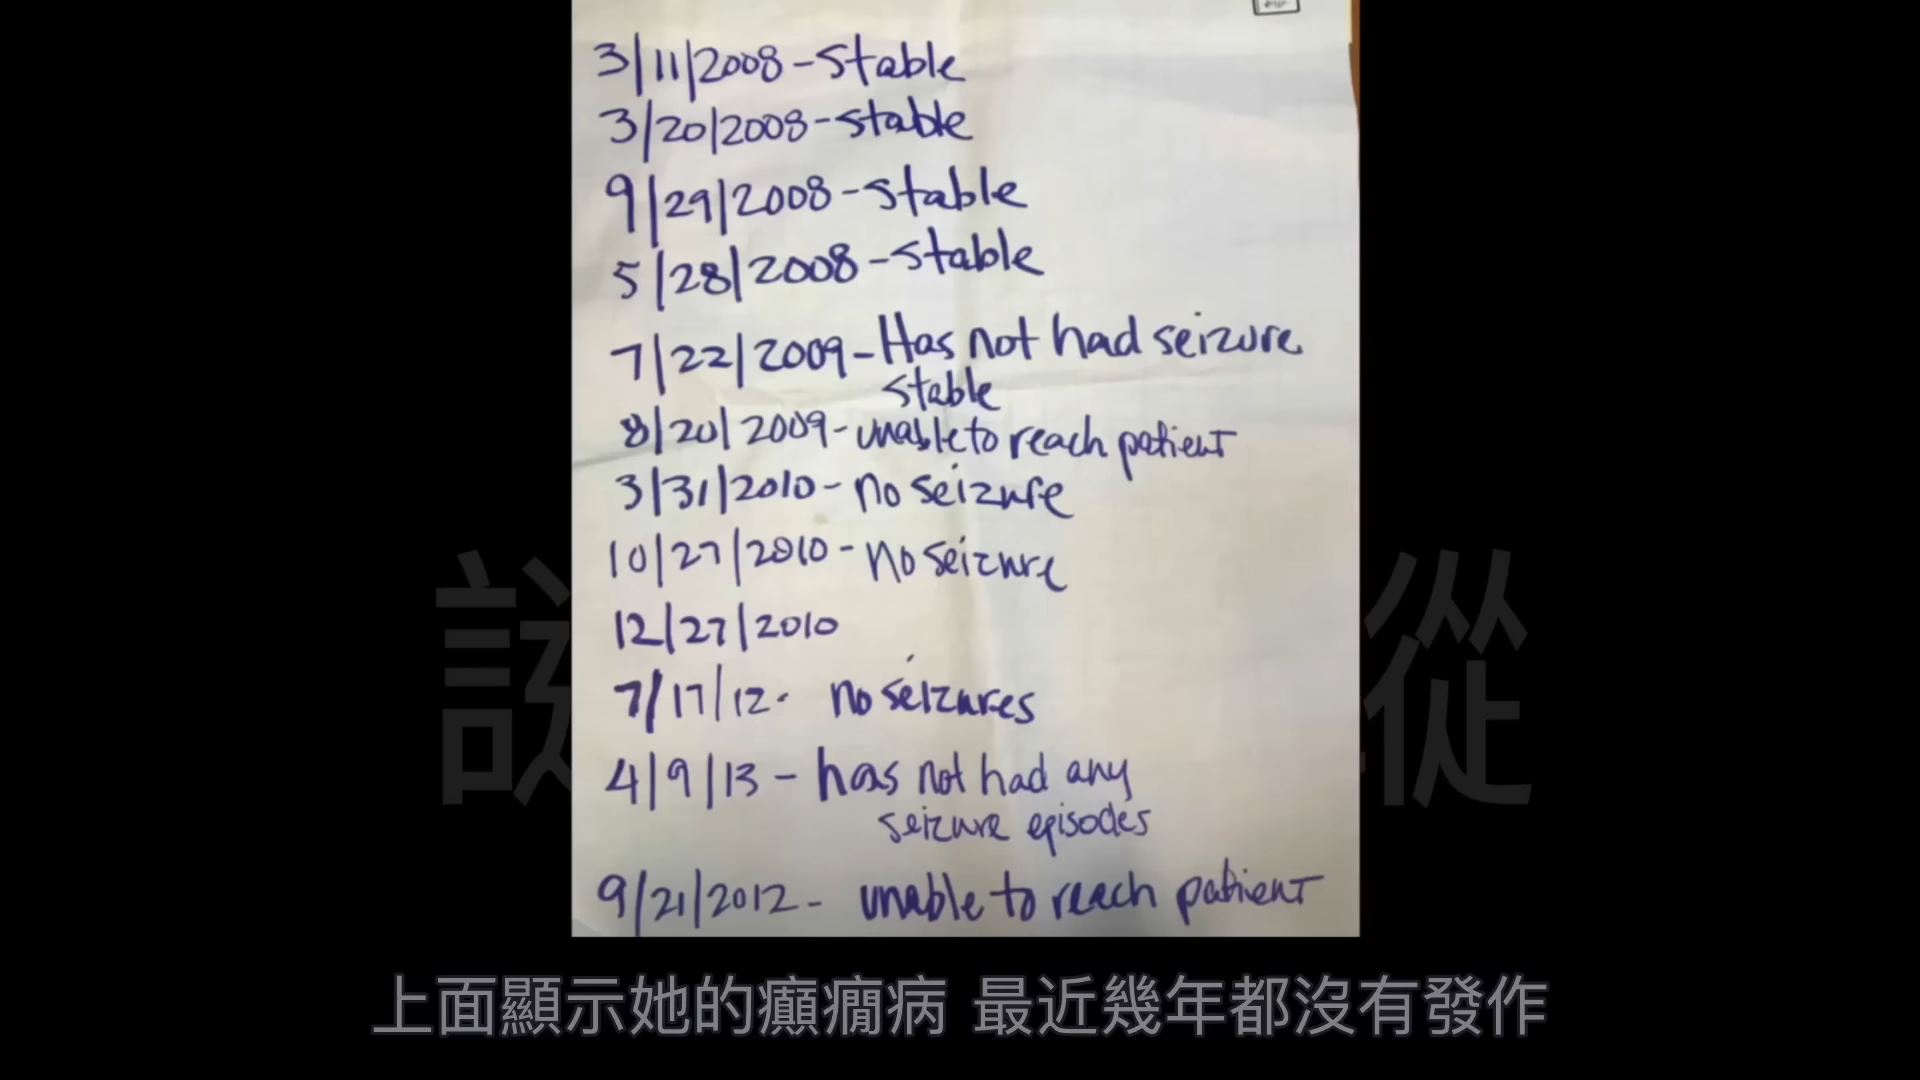 3/11/2008 - Stable
3/20/2008 - stable
9/29/2008 - stable
5/28/2008 - stable
7/22/2009 - Has not had seizure
stable
8/20/2009 - unable to reach patient
3/31/2010 - no seizure
10/27/2010 - No seizure
12/27/2010
7/17/12 - no seizures
4/9/13 - has not had any
seizure episodes
9/21/2012 - unable to reach patient
從
上面顯示她的癲癇病 最近幾年都沒有發作